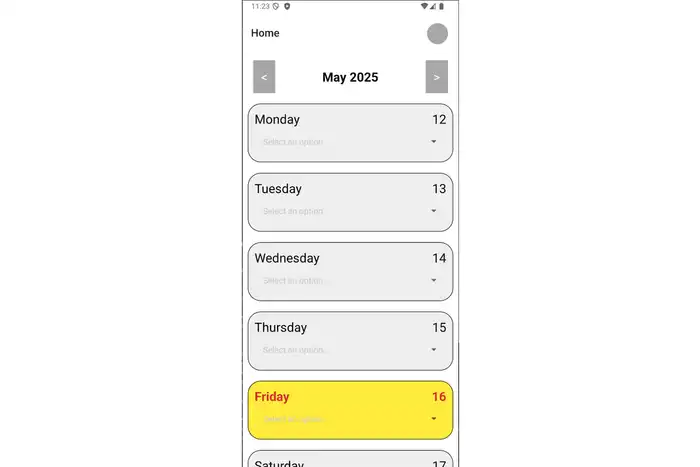 11:23
Home
< May 2025 >
Monday 12
Select an option...
Tuesday 13
Select an option...
Wednesday 14
Select an option...
Thursday 15
Select an option...
Friday 16
Select an option...
Saturday 17